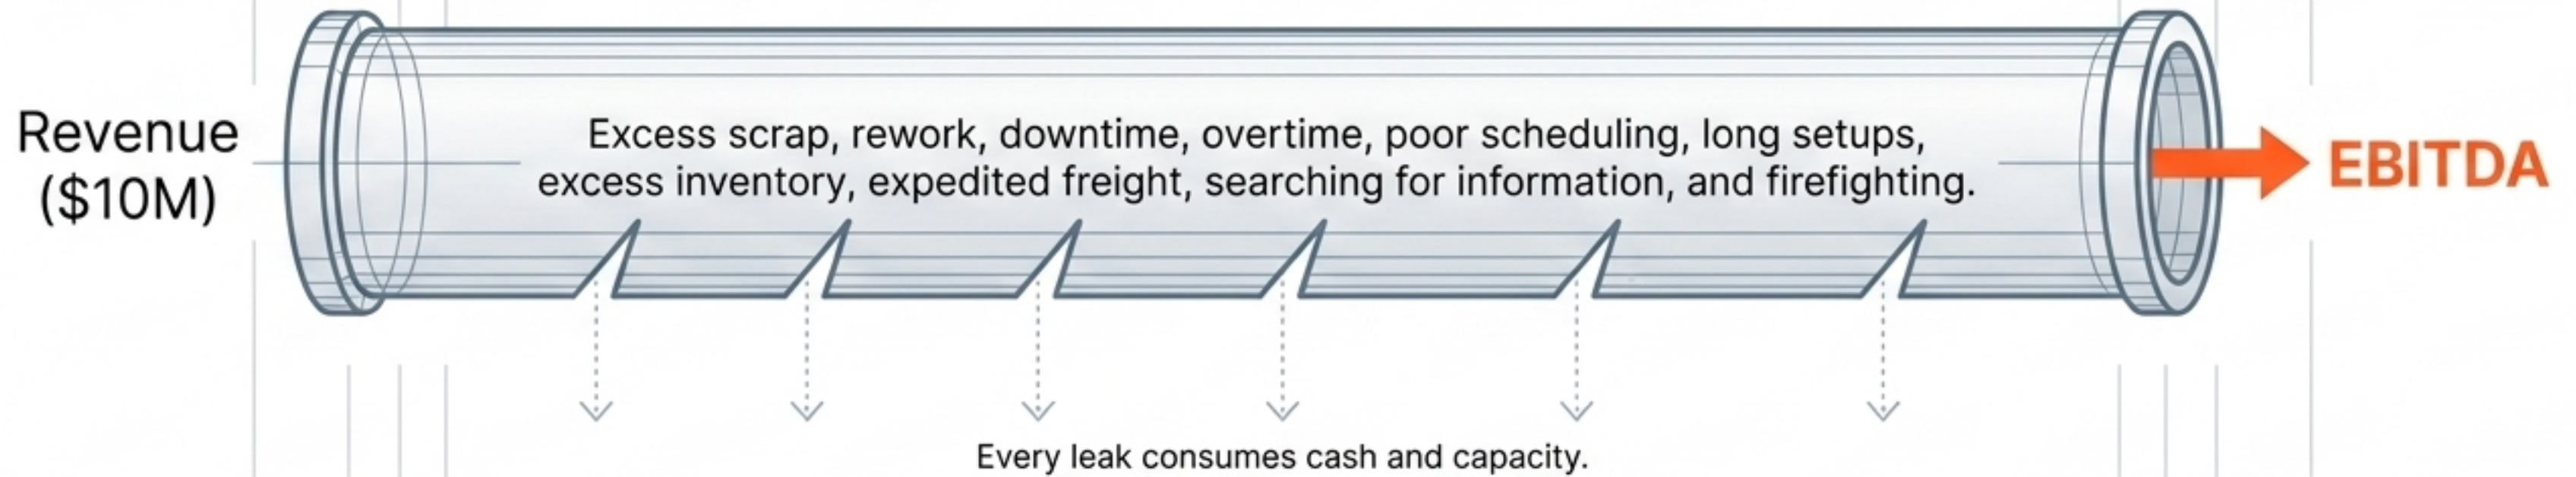 Revenue
($10M)
Excess scrap, rework, downtime, overtime, poor scheduling, long setups,
excess inventory, expedited freight, searching for information, and firefighting.
EBITDA
Every leak consumes cash and capacity.